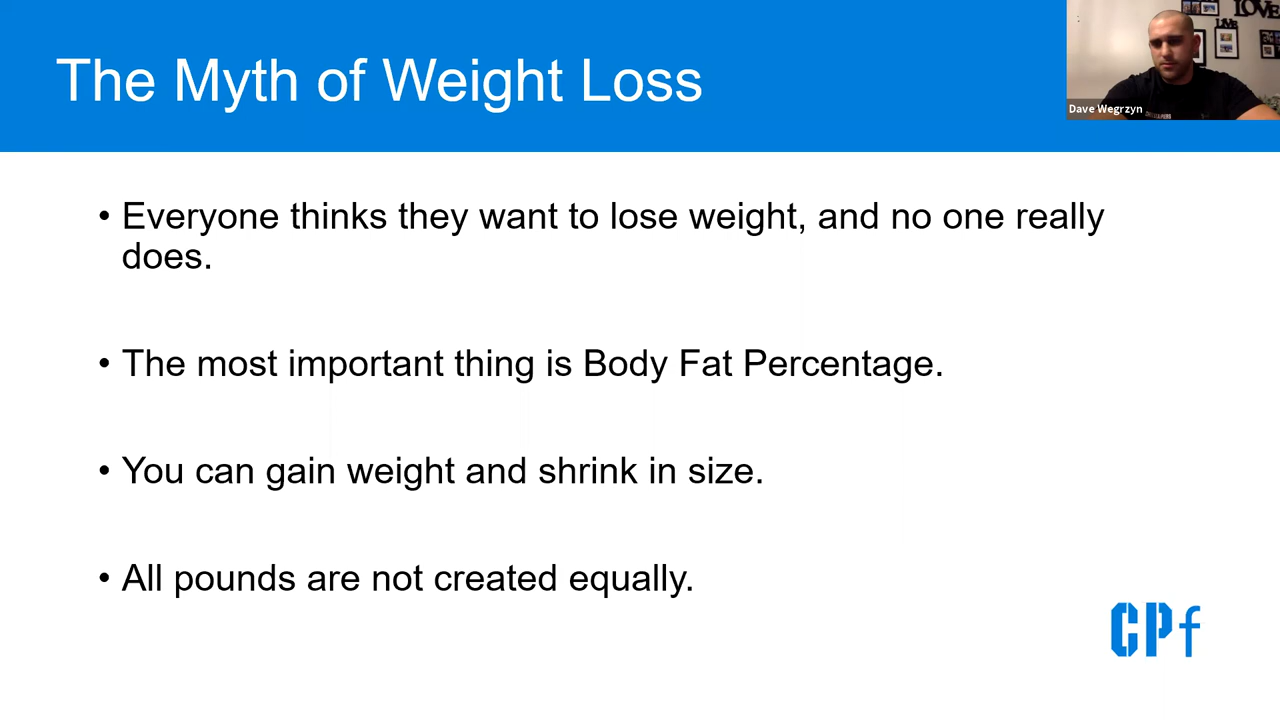 The Myth of Weight Loss
LOVE
LIVE
Dave Wegrzyn
• Everyone thinks they want to lose weight, and no one really
does.
• The most important thing is Body Fat Percentage.
• You can gain weight and shrink in size.
• All pounds are not created equally.
CPf